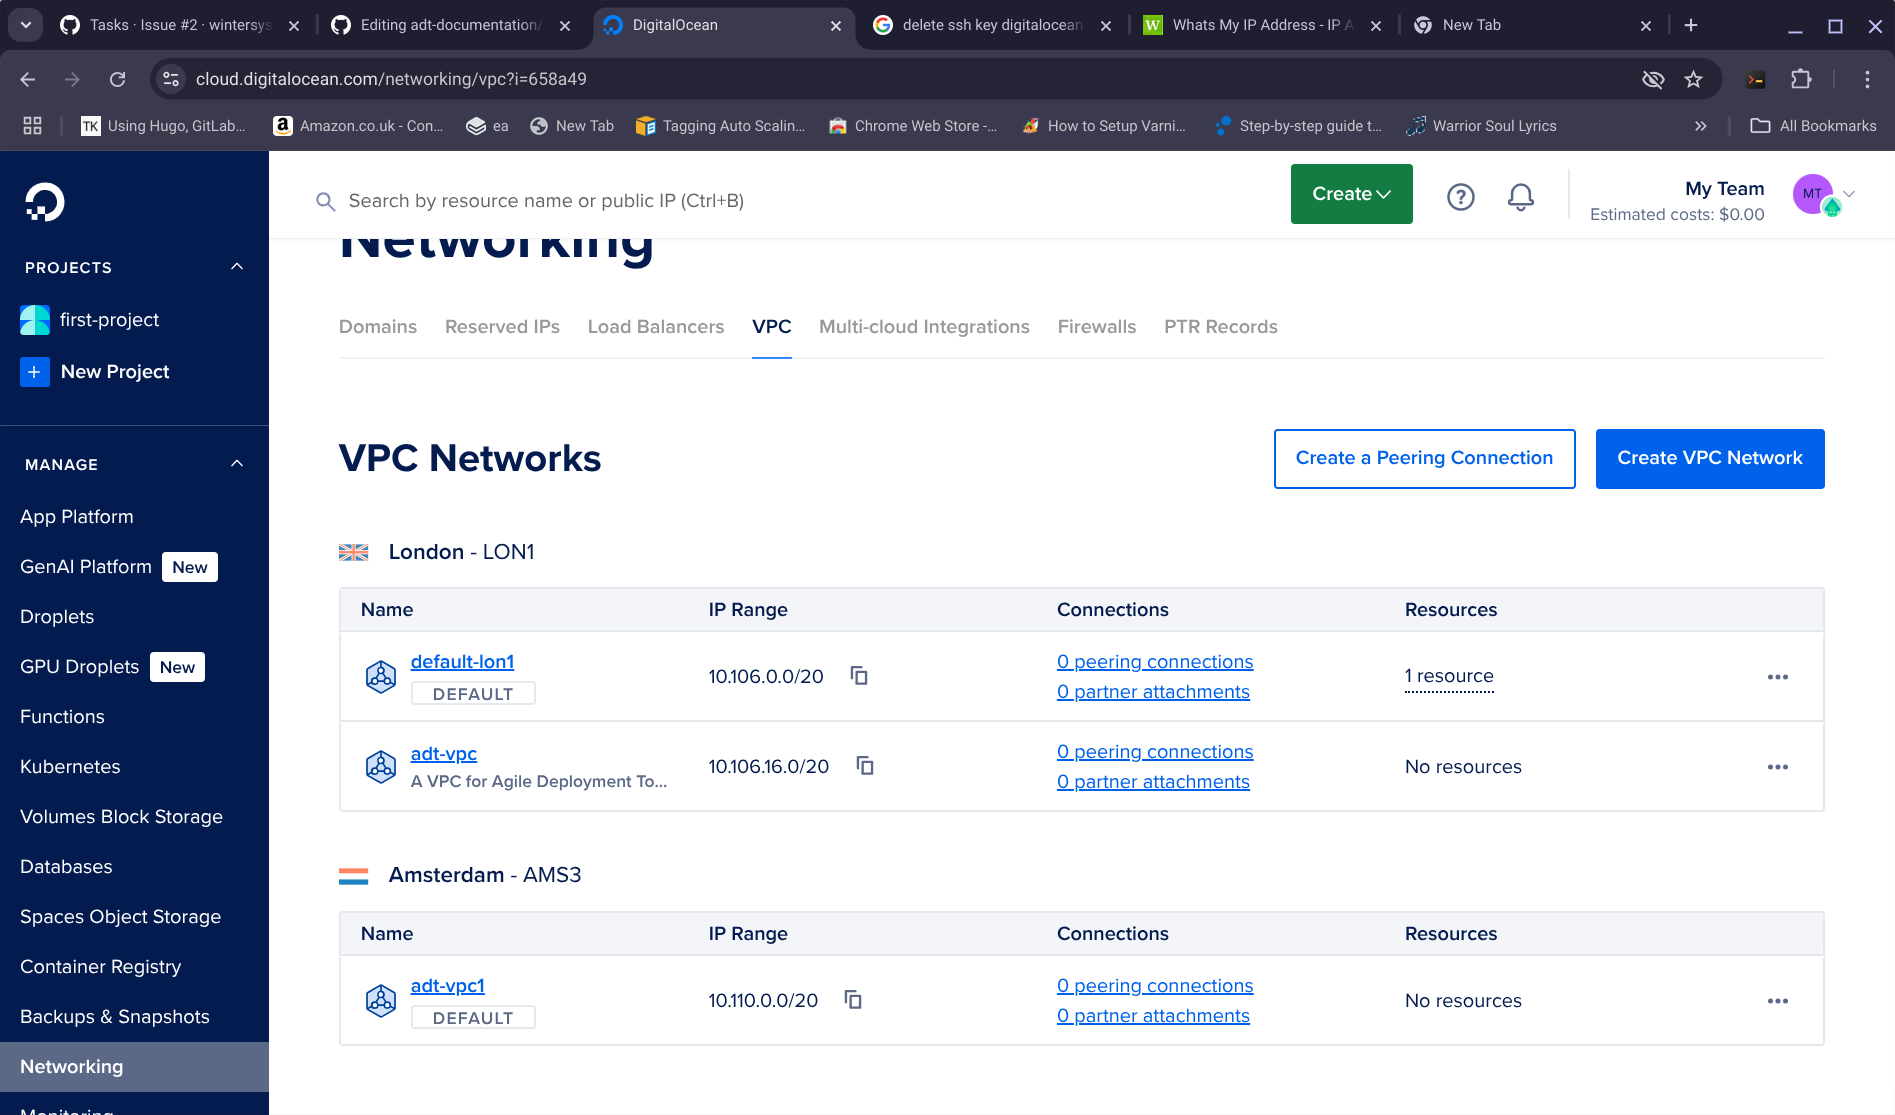 Tasks · Issue #2 · wintersys
Editing adt-documentation/
DigitalOcean
delete ssh key digitalocean
W Whats My IP Address - IP A
New Tab
cloud.digitalocean.com/networking/vpc?i=658a49
TK Using Hugo, GitLab...
a Amazon.co.uk - Con...
ea
New Tab
Tagging Auto Scalin...
Chrome Web Store -...
How to Setup Varni...
Step-by-step guide t...
Warrior Soul Lyrics
All Bookmarks
Search by resource name or public IP (Ctrl+B)
Create
My Team
Estimated costs: $0.00
MT
PROJECTS
first-project
New Project
MANAGE
App Platform
GenAI Platform New
Droplets
GPU Droplets New
Functions
Kubernetes
Volumes Block Storage
Databases
Spaces Object Storage
Container Registry
Backups & Snapshots
Networking
Monitoring
Networking
Domains Reserved IPs Load Balancers VPC Multi-cloud Integrations Firewalls PTR Records
VPC Networks
Create a Peering Connection
Create VPC Network
London - LON1
Name IP Range Connections Resources
default-lon1
DEFAULT
10.106.0.0/20
0 peering connections
0 partner attachments
1 resource
adt-vpc
A VPC for Agile Deployment To...
10.106.16.0/20
0 peering connections
0 partner attachments
No resources
Amsterdam - AMS3
Name IP Range Connections Resources
adt-vpc1
DEFAULT
10.110.0.0/20
0 peering connections
0 partner attachments
No resources